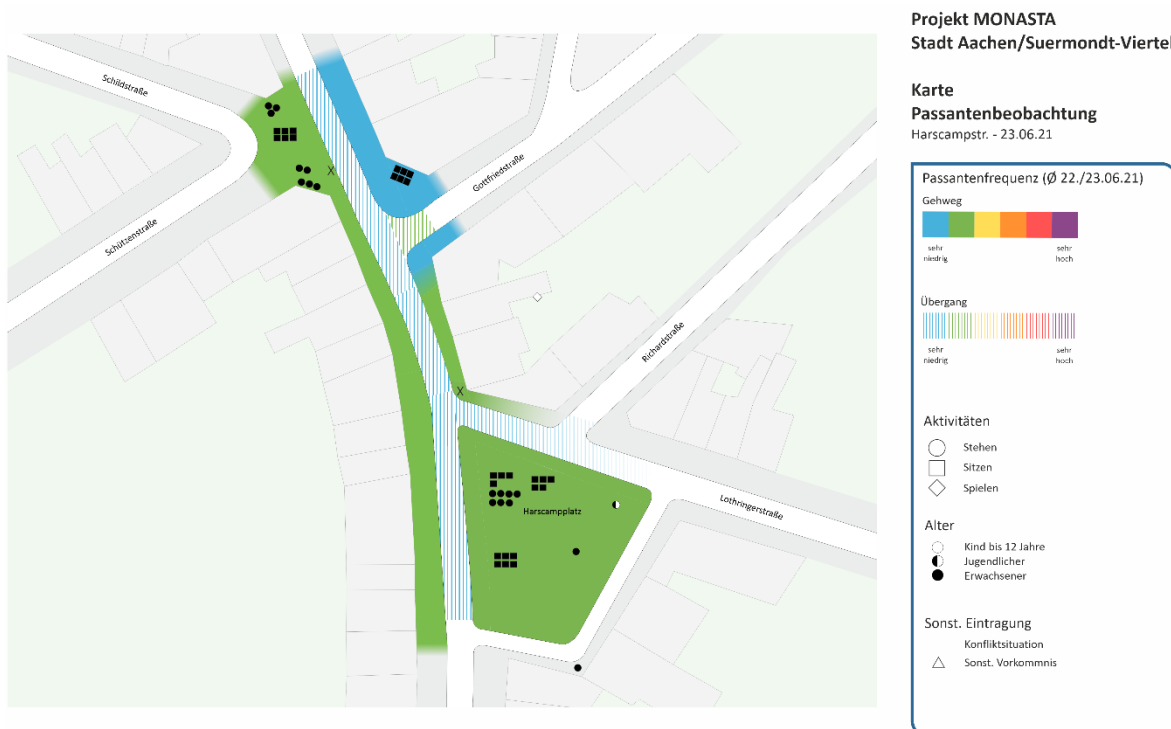 Projekt MONASTA
Stadt Aachen/Suermondt-Viertel
Karte
Passantenbeobachtung
Harscampstr. - 23.06.21
Passantenfrequenz (Ø 22./23.06.21)
Gehweg
sehr niedrig
sehr hoch
Übergang
sehr niedrig
sehr hoch
Aktivitäten
Stehen
Sitzen
Spielen
Alter
Kind bis 12 Jahre
Jugendlicher
Erwachsener
Sonst. Eintragung
Konfliktsituation
Sonst. Vorkommnis
Schildstraße
Schützenstraße
X
Gottfriedstraße
Richardstraße
X
Harscampplatz
Lothringerstraße